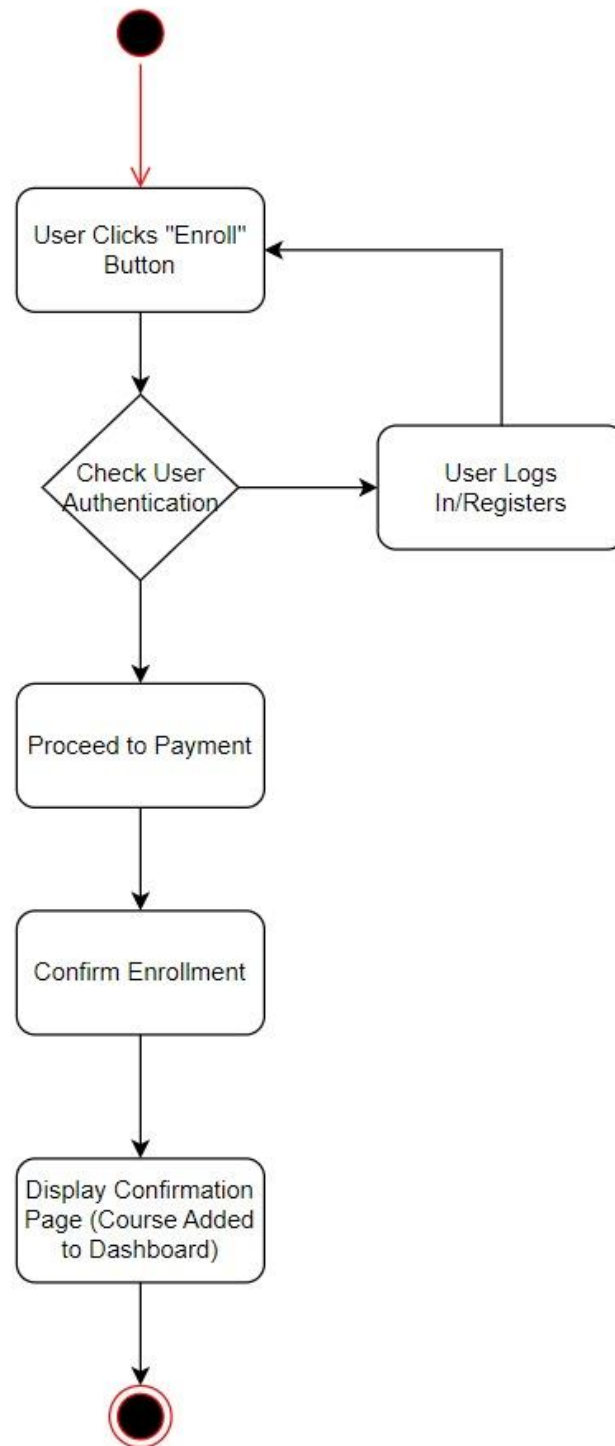 User Clicks "Enroll"
Button
Check User
Authentication
User Logs
In/Registers
Proceed to Payment
Confirm Enrollment
Display Confirmation
Page (Course Added
to Dashboard)